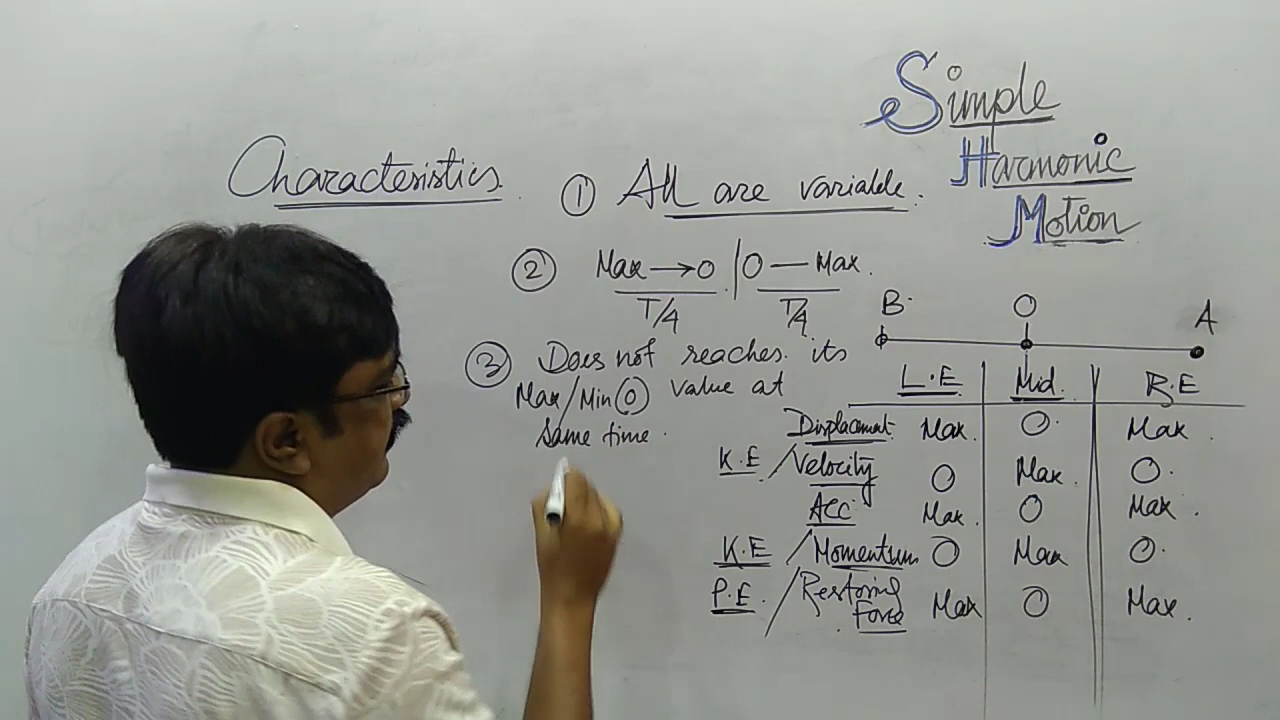 Simple
Harmonic
Motion
Characteristics.
① All are variable.
② Max → 0 / 0 — Max.
T/4 T/4
③ Does not reaches its
Max/Min(0) value at
same time.
B O A
L.E Mid. R.E
Displacement Max. 0 Max.
K.E / Velocity 0 Max. 0.
Acc Max. 0 Max.
K.E / Momentum 0 Max 0.
P.E. / Restoring
Force Max 0 Max.